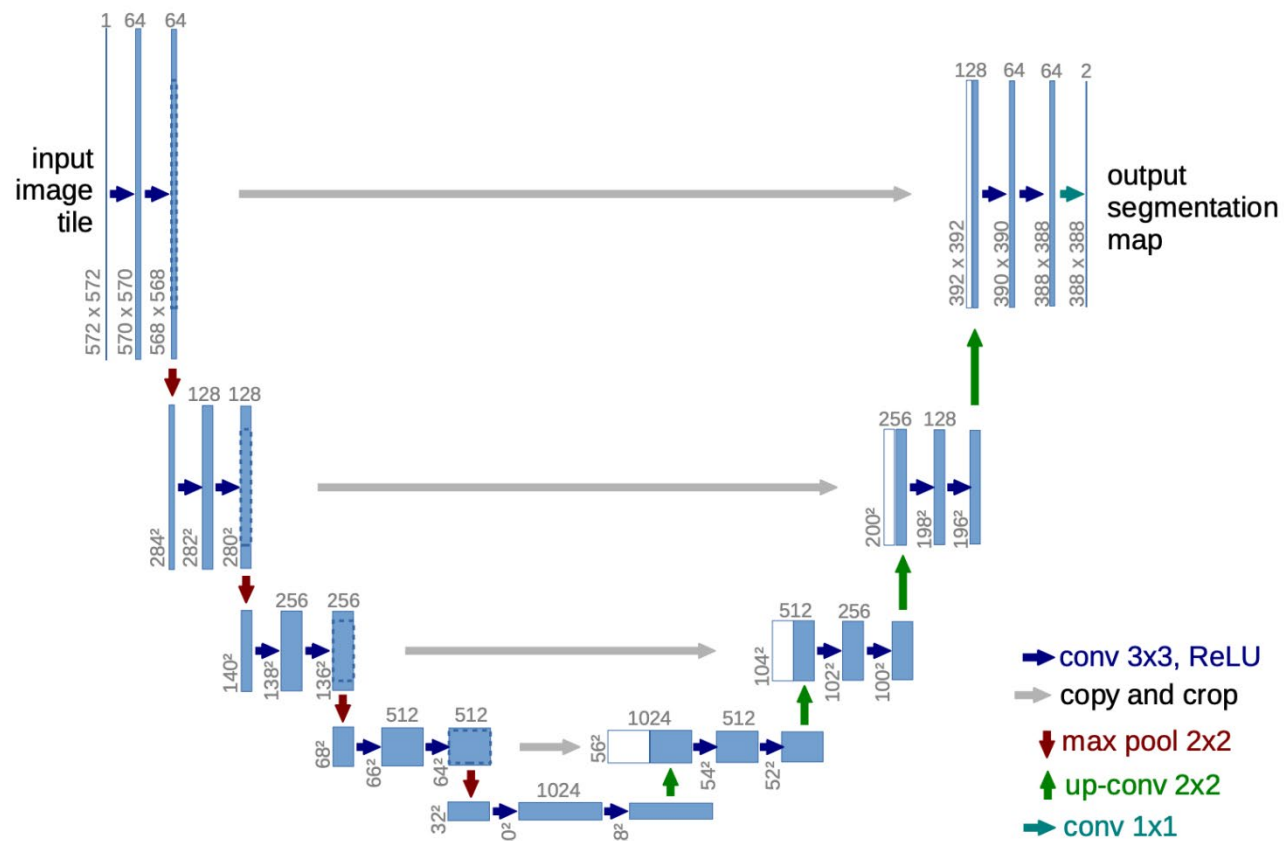 1 64 64
input
image
tile
572 x 572
570 x 570
568 x 568
128 64 64 2
output
segmentation
map
392 x 392
390 x 390
388 x 388
388 x 388
128 128
284²
282²
280²
256 128
200²
198²
196²
256 256
140²
138²
136²
512 256
104²
102²
100²
512 512
68²
66²
64²
1024 512
56²
54²
52²
1024
32²
0²
8²
conv 3x3, ReLU
copy and crop
max pool 2x2
up-conv 2x2
conv 1x1